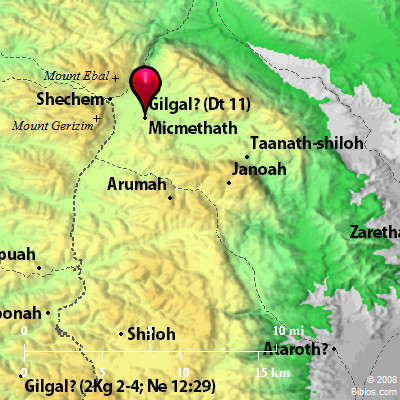 Mount Ebal
Shechem
Gilgal? (Dt 11)
Mount Gerizim
Micmethath
Taanath-shiloh
Janoah
Arumah
Zaretha
puah
onah
Shiloh
0 5 10 mi
Ataroth?
0 5 10 15 km
Gilgal? (2Kg 2-4; Ne 12:29)
© 2008
Biblos.com